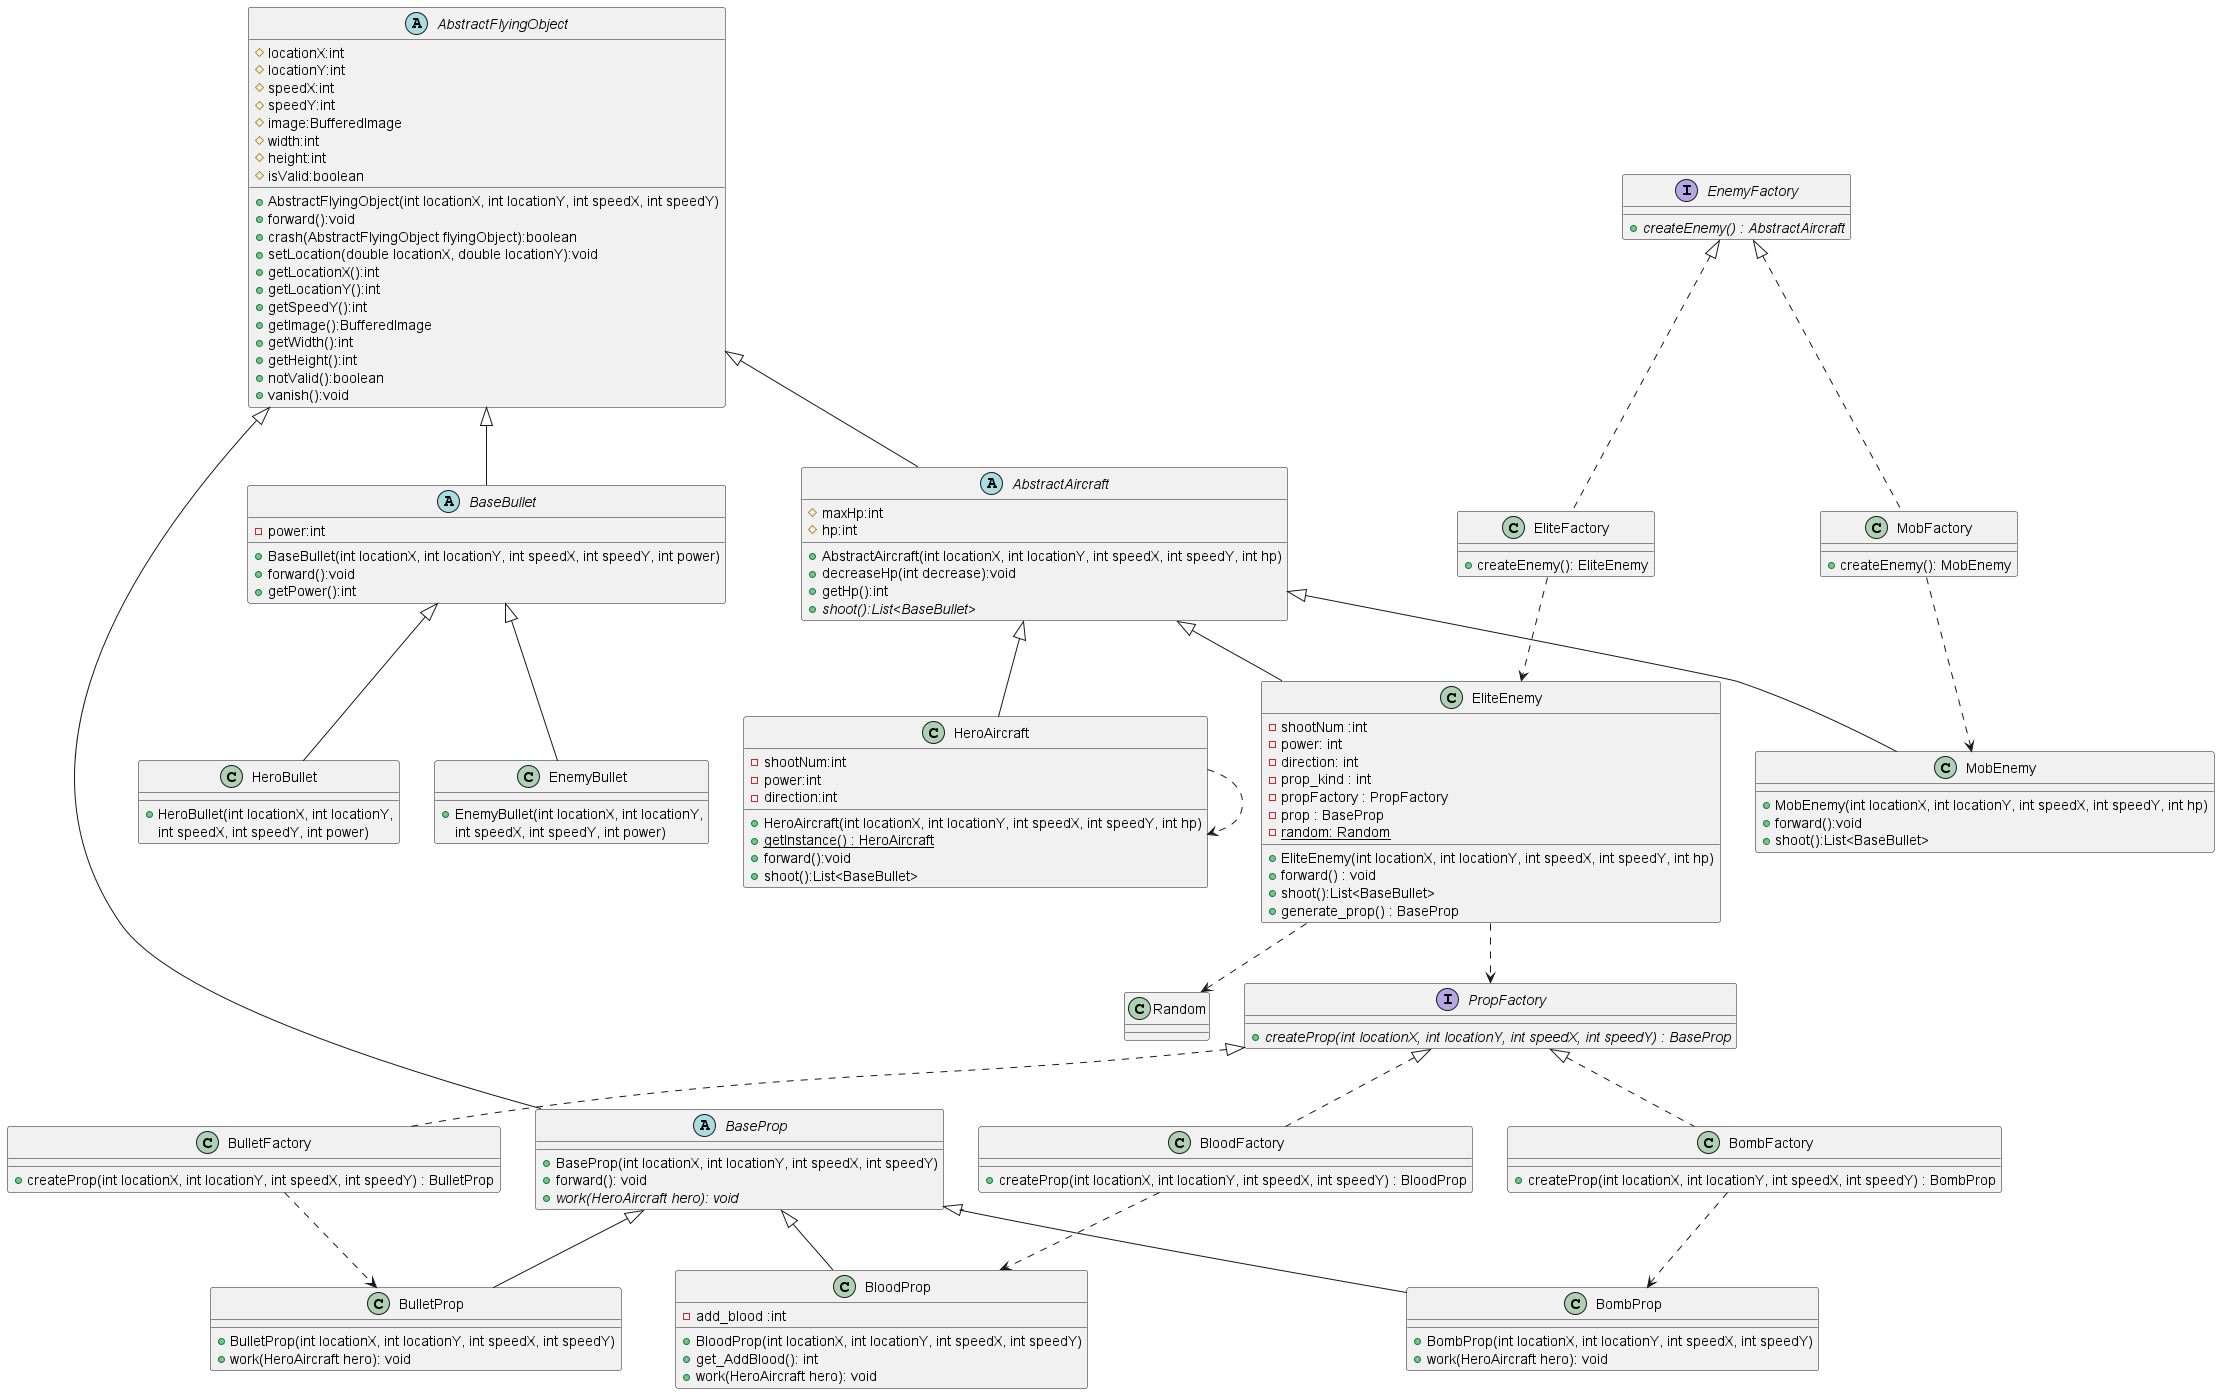 AbstractFlyingObject
locationX:int
locationY:int
speedX:int
speedY:int
image:BufferedImage
width:int
height:int
isValid:boolean
AbstractFlyingObject(int locationX, int locationY, int speedX, int speedY)
forward():void
crash(AbstractFlyingObject flyingObject):boolean
setLocation(double locationX, double locationY):void
getLocationX():int
getLocationY():int
getSpeedY():int
getImage():BufferedImage
getWidth():int
getHeight():int
notValid():boolean
vanish():void
EnemyFactory
createEnemy() : AbstractAircraft
BaseBullet
power:int
BaseBullet(int locationX, int locationY, int speedX, int speedY, int power)
forward():void
getPower():int
AbstractAircraft
maxHp:int
hp:int
AbstractAircraft(int locationX, int locationY, int speedX, int speedY, int hp)
decreaseHp(int decrease):void
getHp():int
shoot():List<BaseBullet>
EliteFactory
createEnemy(): EliteEnemy
MobFactory
createEnemy(): MobEnemy
HeroBullet
HeroBullet(int locationX, int locationY,
int speedX, int speedY, int power)
EnemyBullet
EnemyBullet(int locationX, int locationY,
int speedX, int speedY, int power)
HeroAircraft
shootNum:int
power:int
direction:int
HeroAircraft(int locationX, int locationY, int speedX, int speedY, int hp)
getInstance() : HeroAircraft
forward():void
shoot():List<BaseBullet>
EliteEnemy
shootNum :int
power: int
direction: int
prop_kind : int
propFactory : PropFactory
prop : BaseProp
random: Random
EliteEnemy(int locationX, int locationY, int speedX, int speedY, int hp)
forward() : void
shoot():List<BaseBullet>
generate_prop() : BaseProp
MobEnemy
MobEnemy(int locationX, int locationY, int speedX, int speedY, int hp)
forward():void
shoot():List<BaseBullet>
Random
PropFactory
createProp(int locationX, int locationY, int speedX, int speedY) : BaseProp
BulletFactory
createProp(int locationX, int locationY, int speedX, int speedY) : BulletProp
BaseProp
BaseProp(int locationX, int locationY, int speedX, int speedY)
forward(): void
work(HeroAircraft hero): void
BloodFactory
createProp(int locationX, int locationY, int speedX, int speedY) : BloodProp
BombFactory
createProp(int locationX, int locationY, int speedX, int speedY) : BombProp
BulletProp
BulletProp(int locationX, int locationY, int speedX, int speedY)
work(HeroAircraft hero): void
BloodProp
add_blood :int
BloodProp(int locationX, int locationY, int speedX, int speedY)
get_AddBlood(): int
work(HeroAircraft hero): void
BombProp
BombProp(int locationX, int locationY, int speedX, int speedY)
work(HeroAircraft hero): void